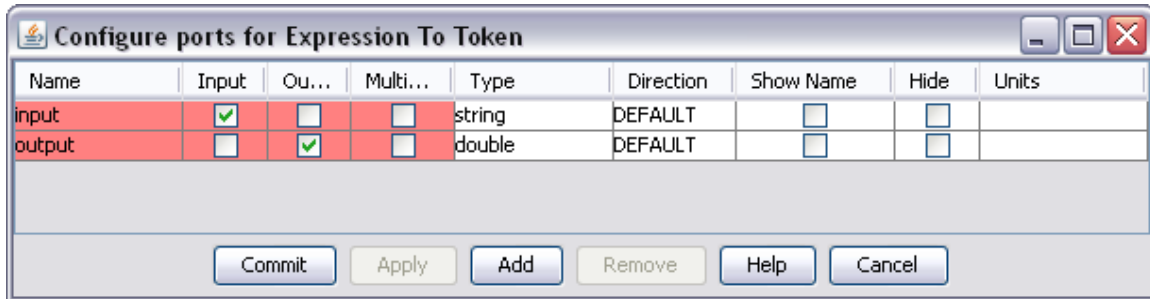 Configure ports for Expression To Token
Name Input Ou... Multi... Type Direction Show Name Hide Units
input string DEFAULT
output double DEFAULT
Commit Apply Add Remove Help Cancel